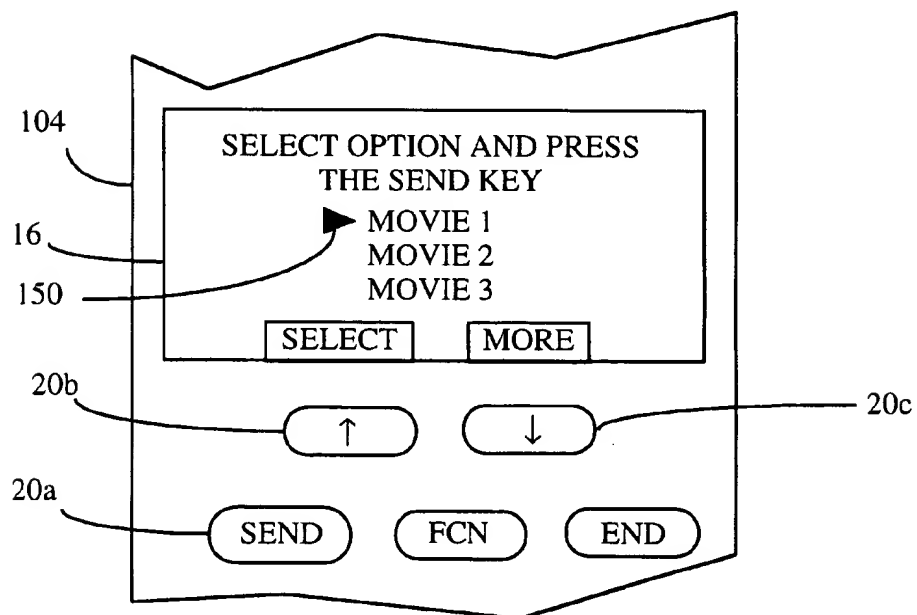 104
SELECT OPTION AND PRESS
THE SEND KEY
16
▶ MOVIE 1
MOVIE 2
150
MOVIE 3
SELECT MORE
20b
↑ ↓
20c
20a
SEND FCN END